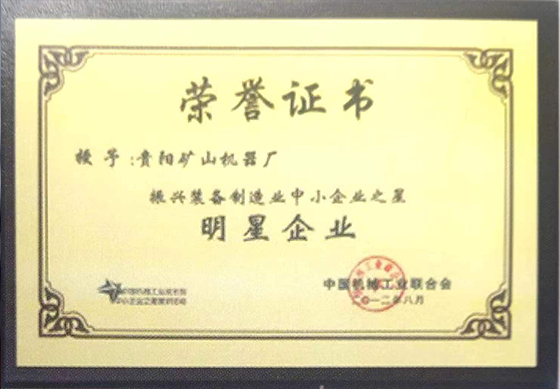 荣誉证书
授予:贵阳矿山机器厂
振兴装备制造业中小企业之星
明星企业
中国机械工业联合会
二〇一二年八月